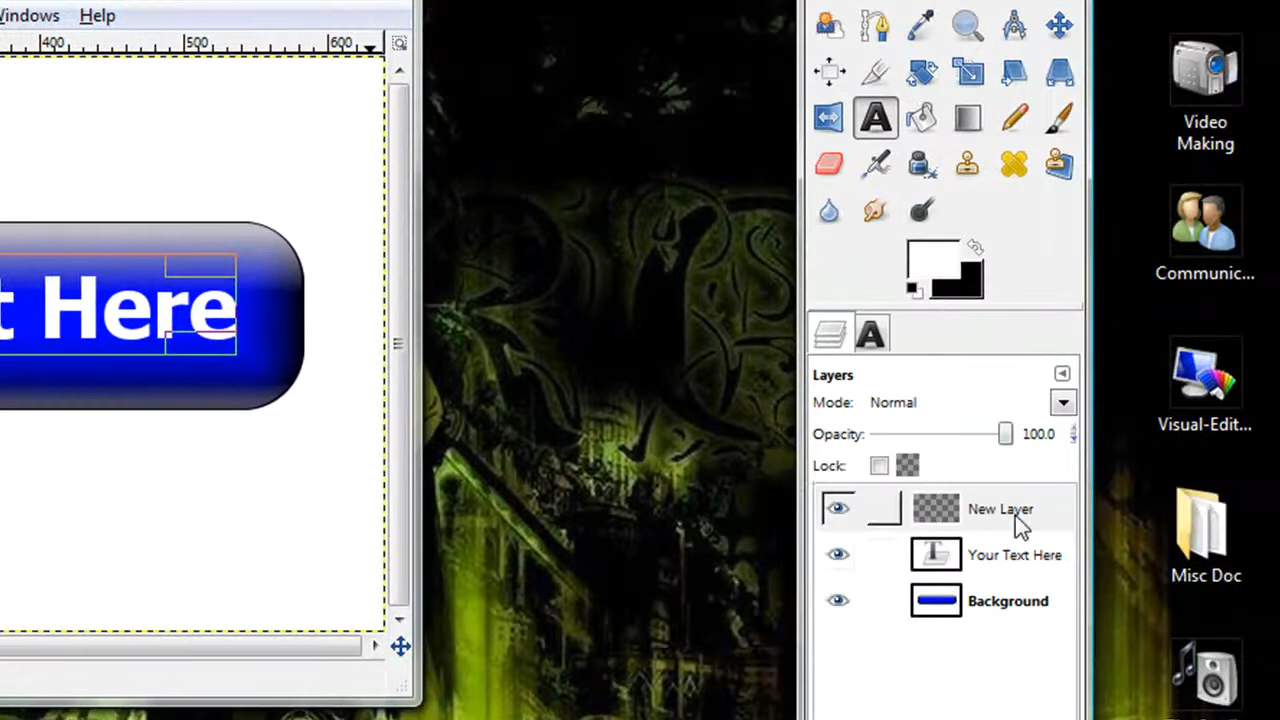 Windows Help
400 500 600
t Here
A
A
Layers
Mode: Normal
Opacity: 100.0
Lock:
New Layer
Your Text Here
Background
Video
Making
Communic...
Visual-Edit...
Misc Doc